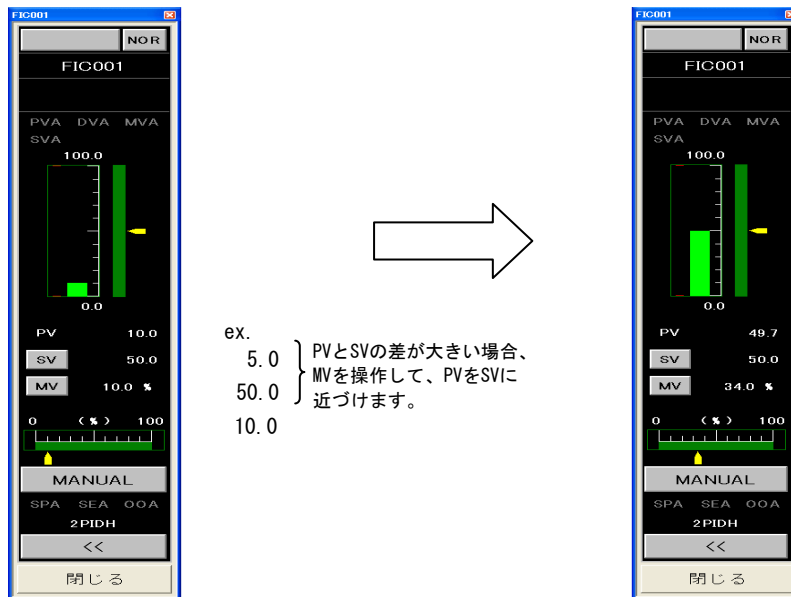 FIC001
NOR
FIC001
PVA DVA MVA
SVA
100.0
0.0
PV 10.0
SV 50.0
MV 10.0 %
0 (%) 100
MANUAL
SPA SEA OOA
2PIDH
<<
閉じる
ex.
5.0
50.0
10.0
PVとSVの差が大きい場合、
MVを操作して、PVをSVに
近づけます。
FIC001
NOR
FIC001
PVA DVA MVA
SVA
100.0
0.0
PV 49.7
SV 50.0
MV 34.0 %
0 (%) 100
MANUAL
SPA SEA OOA
2PIDH
<<
閉じる